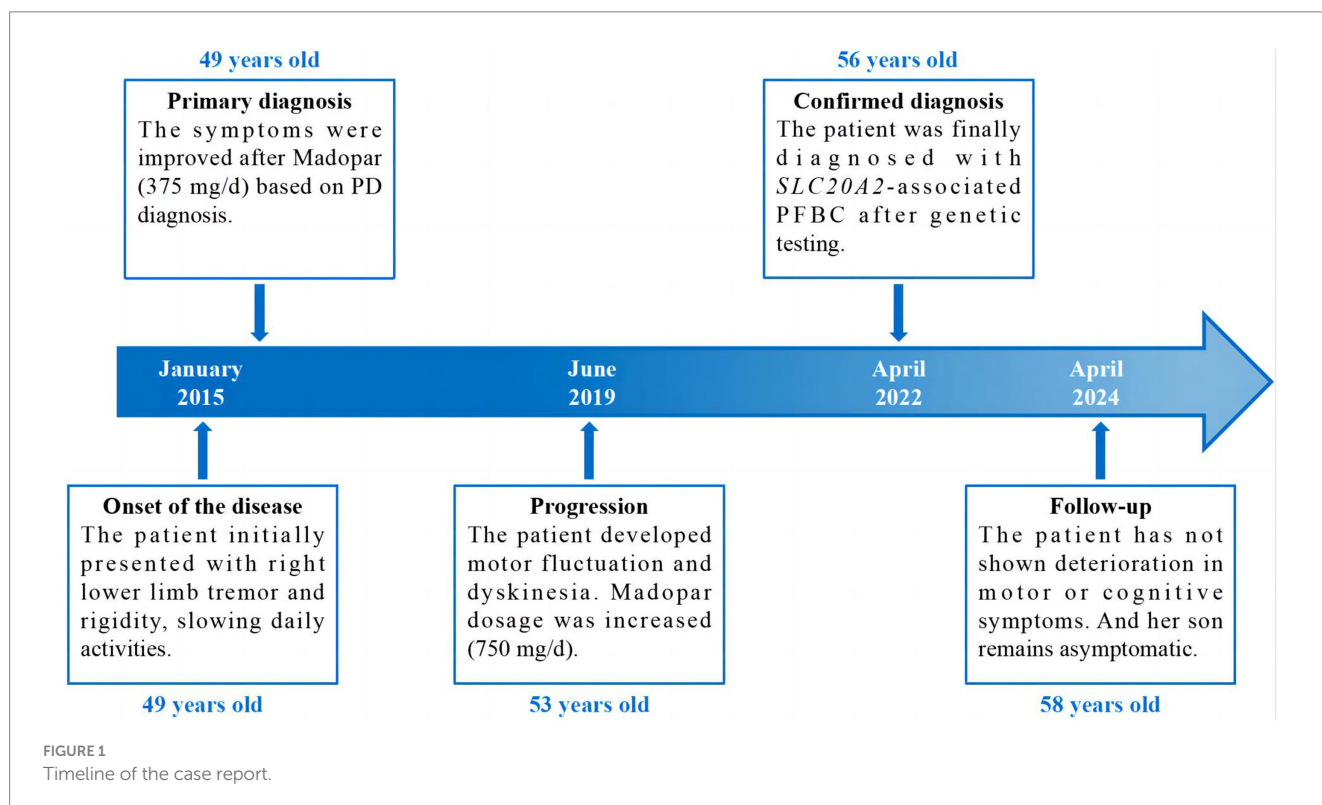 49 years old
Primary diagnosis
The symptoms were
improved after Madopar
(375 mg/d) based on PD
diagnosis.
56 years old
Confirmed diagnosis
The patient was finally
diagnosed with
SLC20A2-associated
PFBC after genetic
testing.
January
2015
June
2019
April
2022
April
2024
Onset of the disease
The patient initially
presented with right
lower limb tremor and
rigidity, slowing daily
activities.
49 years old
Progression
The patient developed
motor fluctuation and
dyskinesia. Madopar
dosage was increased
(750 mg/d).
53 years old
Follow-up
The patient has not
shown deterioration in
motor or cognitive
symptoms. And her son
remains asymptomatic.
58 years old
FIGURE 1
Timeline of the case report.